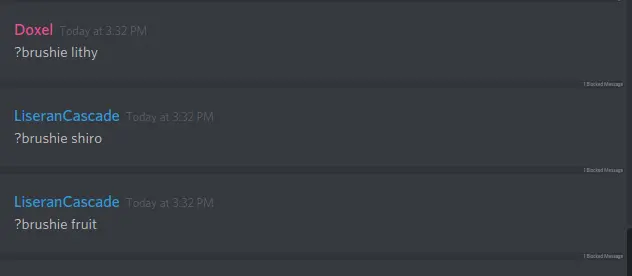 Doxel Today at 3:32 PM
?brushie lithy
1 Blocked Message
LiseranCascade Today at 3:32 PM
?brushie shiro
1 Blocked Message
LiseranCascade Today at 3:32 PM
?brushie fruit
1 Blocked Message